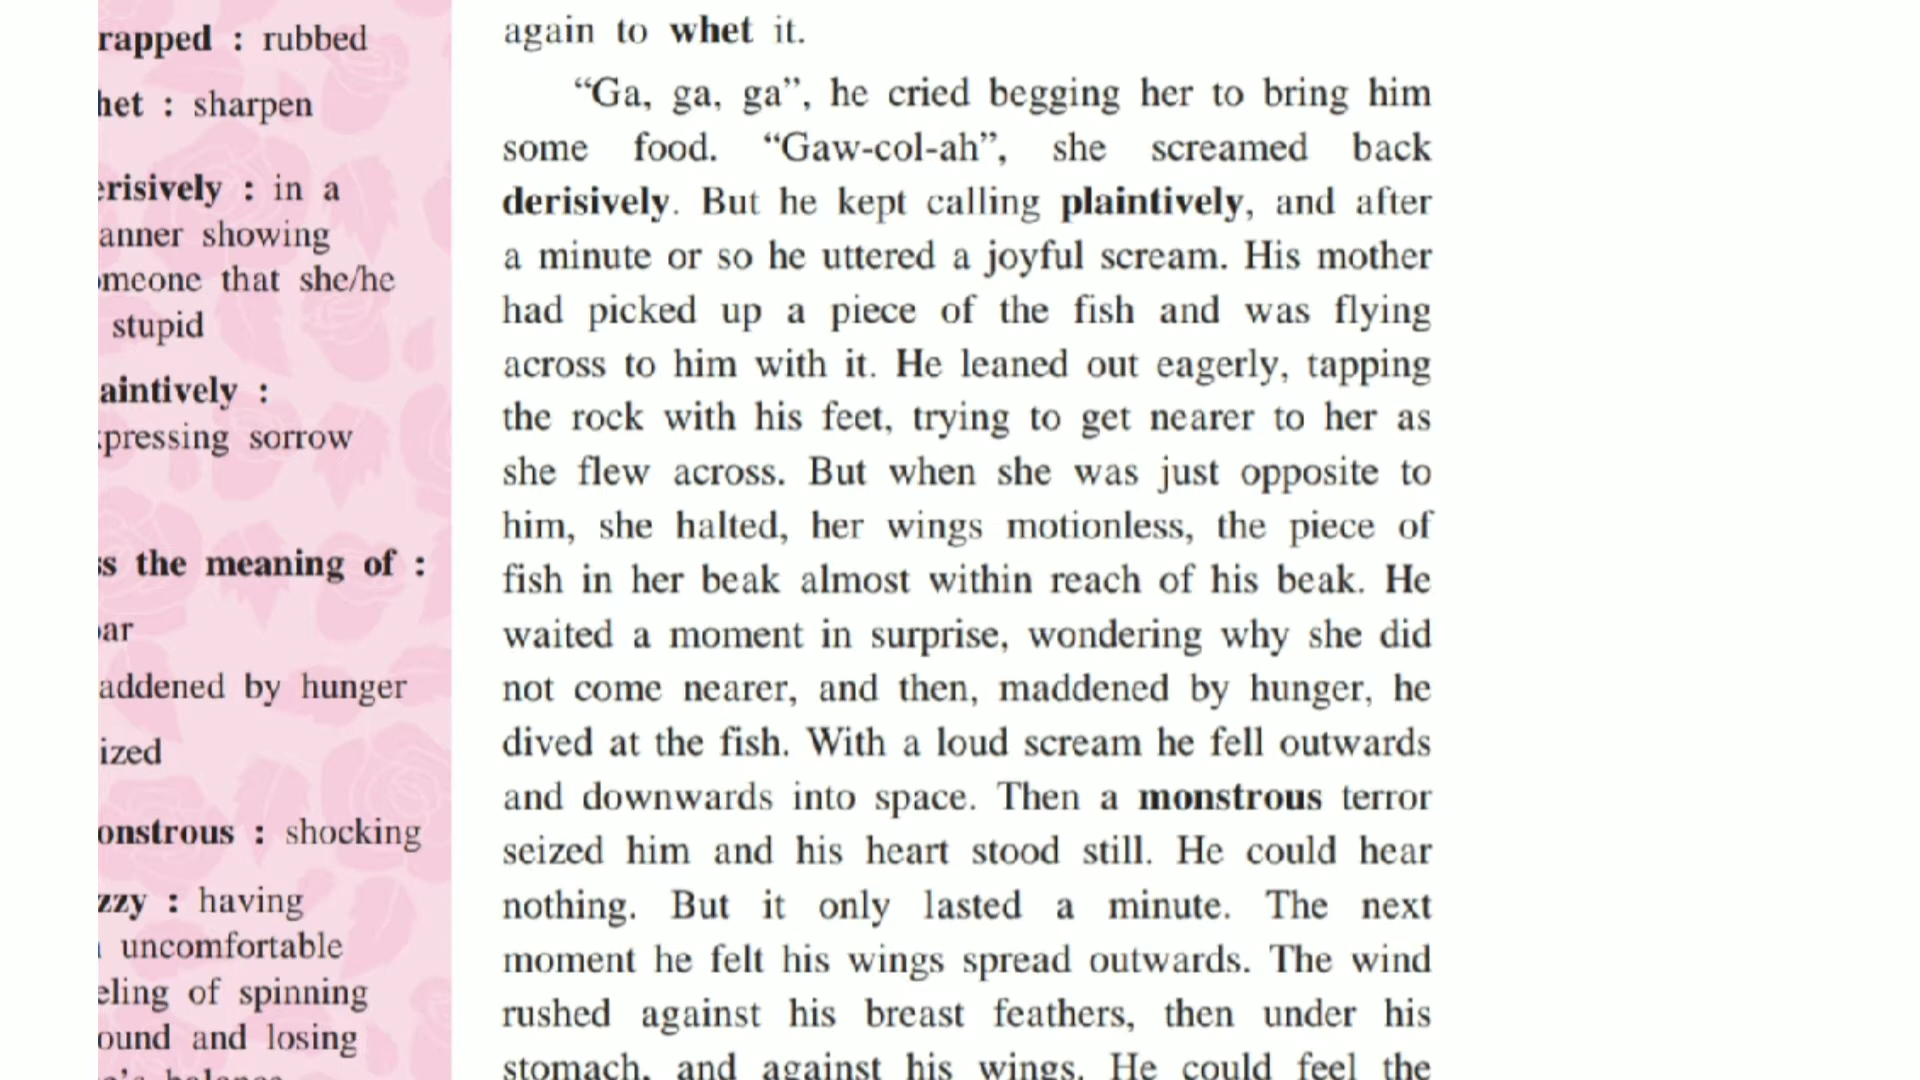 rapped : rubbed
het : sharpen
erisively : in a
anner showing
omeone that she/he
stupid
aintively :
xpressing sorrow
ss the meaning of :
ar
addened by hunger
ized
onstrous : shocking
zzy : having
uncomfortable
eling of spinning
ound and losing
again to whet it.
“Ga, ga, ga”, he cried begging her to bring him
some food. “Gaw-col-ah”, she screamed back
derisively. But he kept calling plaintively, and after
a minute or so he uttered a joyful scream. His mother
had picked up a piece of the fish and was flying
across to him with it. He leaned out eagerly, tapping
the rock with his feet, trying to get nearer to her as
she flew across. But when she was just opposite to
him, she halted, her wings motionless, the piece of
fish in her beak almost within reach of his beak. He
waited a moment in surprise, wondering why she did
not come nearer, and then, maddened by hunger, he
dived at the fish. With a loud scream he fell outwards
and downwards into space. Then a monstrous terror
seized him and his heart stood still. He could hear
nothing. But it only lasted a minute. The next
moment he felt his wings spread outwards. The wind
rushed against his breast feathers, then under his
stomach, and against his wings. He could feel the